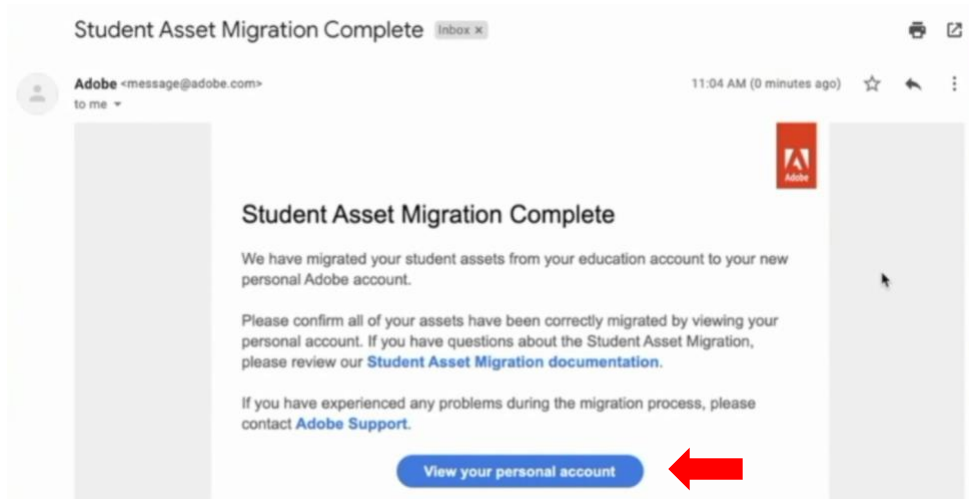 Student Asset Migration Complete Inbox ×
Adobe <message@adobe.com> 11:04 AM (0 minutes ago)
to me
Adobe
Student Asset Migration Complete
We have migrated your student assets from your education account to your new
personal Adobe account.
Please confirm all of your assets have been correctly migrated by viewing your
personal account. If you have questions about the Student Asset Migration,
please review our Student Asset Migration documentation.
If you have experienced any problems during the migration process, please
contact Adobe Support.
View your personal account